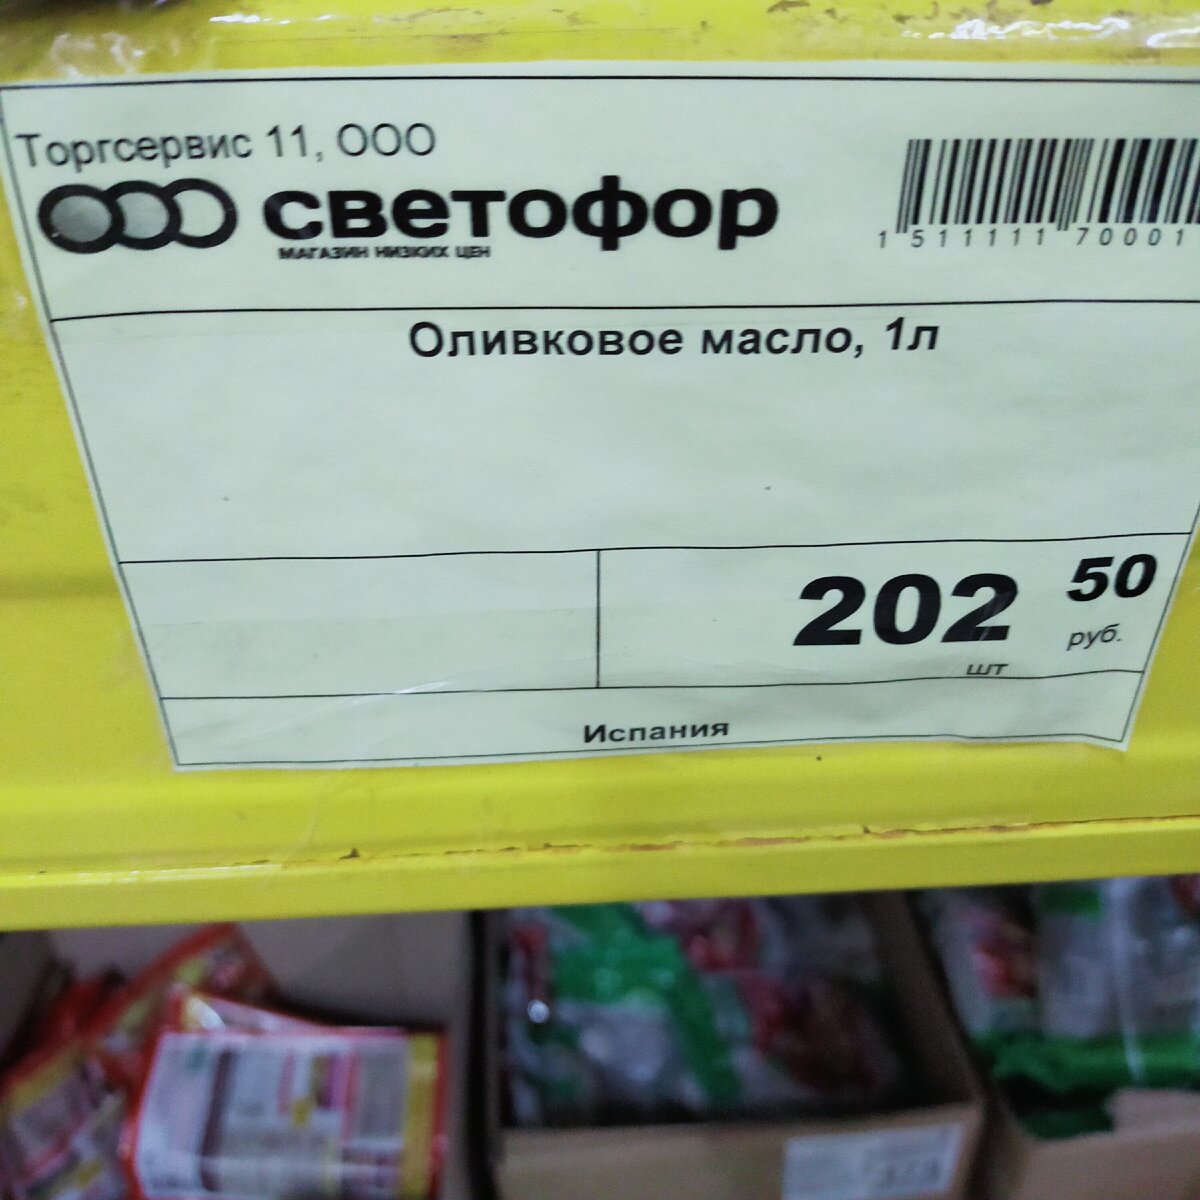 Торгсервис 11, ООО
светофор
МАГАЗИН НИЗКИХ ЦЕН
1 511111 70001
Оливковое масло, 1л
202 50
руб.
шт
Испания